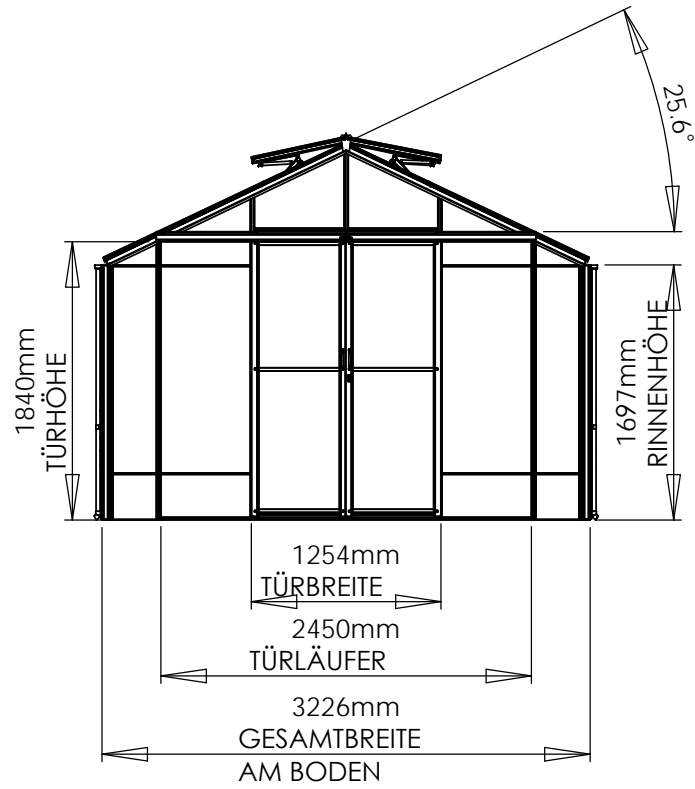 25.6°
1840mm
TÜRHÖHE
1697mm
RINNENHÖHE
1254mm
TÜRBREITE
2450mm
TÜRLÄUFER
3226mm
GESAMTBREITE
AM BODEN